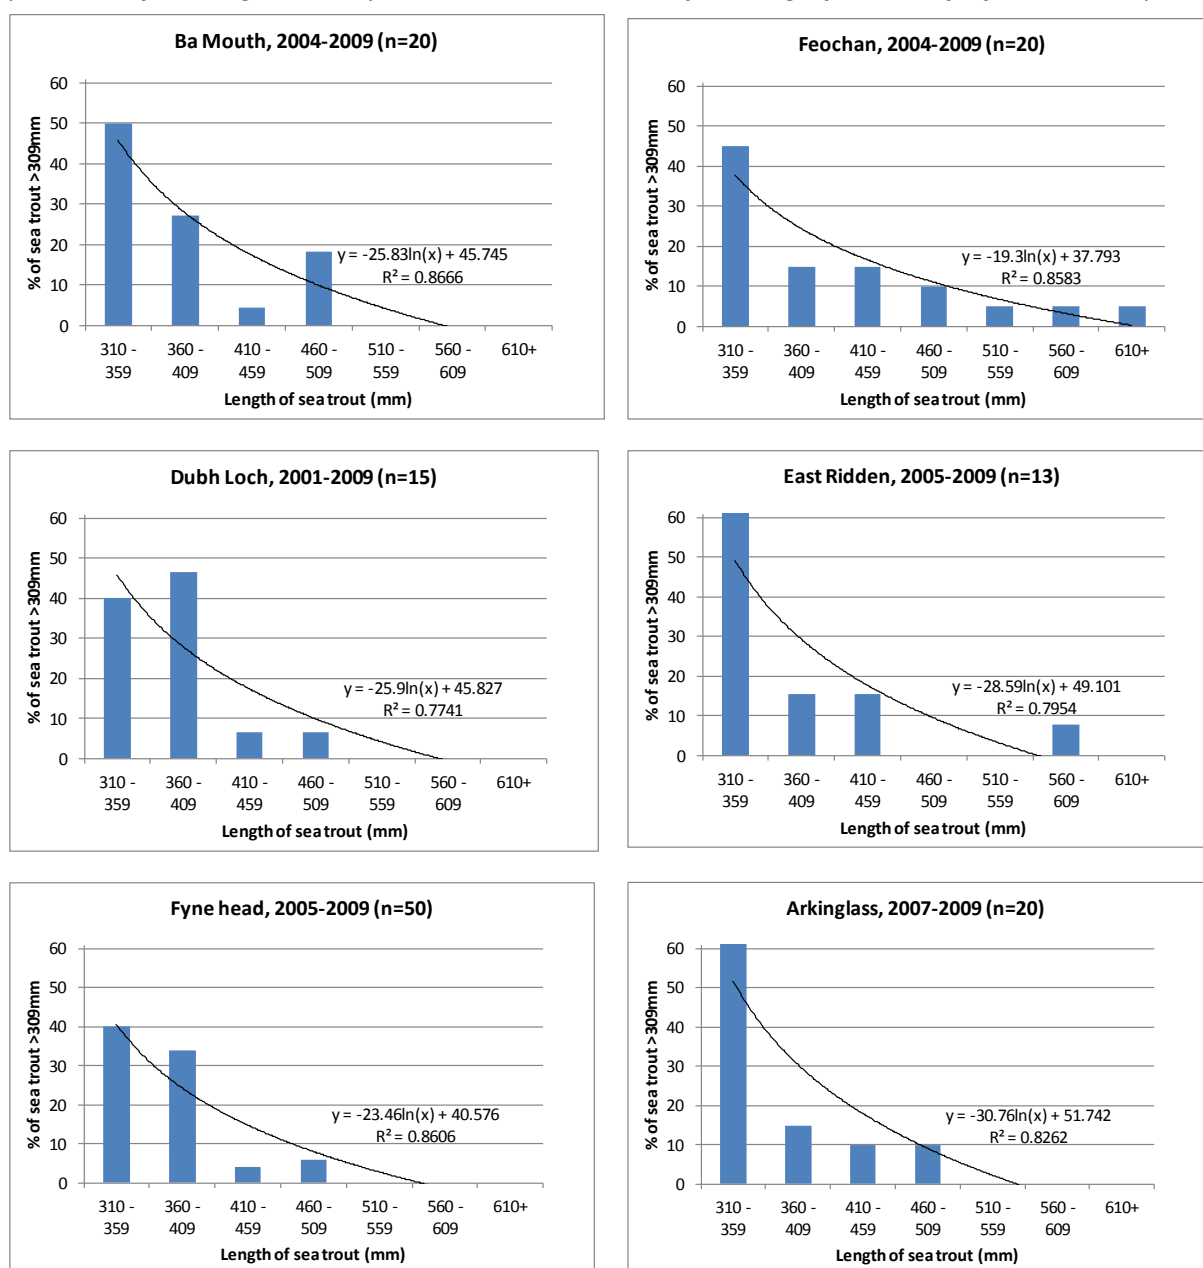 Ba Mouth, 2004-2009 (n=20)
% of sea trout >309mm
60
50
40
30
20
10
0
y = -25.83ln(x) + 45.745
R² = 0.8666
310 - 360 - 410 - 460 - 510 - 560 - 610+
359 409 459 509 559 609
Length of sea trout (mm)
Feochan, 2004-2009 (n=20)
% of sea trout >309mm
60
50
40
30
20
10
0
y = -19.3ln(x) + 37.793
R² = 0.8583
310 - 360 - 410 - 460 - 510 - 560 - 610+
359 409 459 509 559 609
Length of sea trout (mm)
Dubh Loch, 2001-2009 (n=15)
% of sea trout >309mm
60
50
40
30
20
10
0
y = -25.9ln(x) + 45.827
R² = 0.7741
310 - 360 - 410 - 460 - 510 - 560 - 610+
359 409 459 509 559 609
Length of sea trout (mm)
East Ridden, 2005-2009 (n=13)
% of sea trout >309mm
60
50
40
30
20
10
0
y = -28.59ln(x) + 49.101
R² = 0.7954
310 - 360 - 410 - 460 - 510 - 560 - 610+
359 409 459 509 559 609
Length of sea trout (mm)
Fyne head, 2005-2009 (n=50)
% of sea trout >309mm
60
50
40
30
20
10
0
y = -23.46ln(x) + 40.576
R² = 0.8606
310 - 360 - 410 - 460 - 510 - 560 - 610+
359 409 459 509 559 609
Length of sea trout (mm)
Arkinglass, 2007-2009 (n=20)
% of sea trout >309mm
60
50
40
30
20
10
0
y = -30.76ln(x) + 51.742
R² = 0.8262
310 - 360 - 410 - 460 - 510 - 560 - 610+
359 409 459 509 559 609
Length of sea trout (mm)